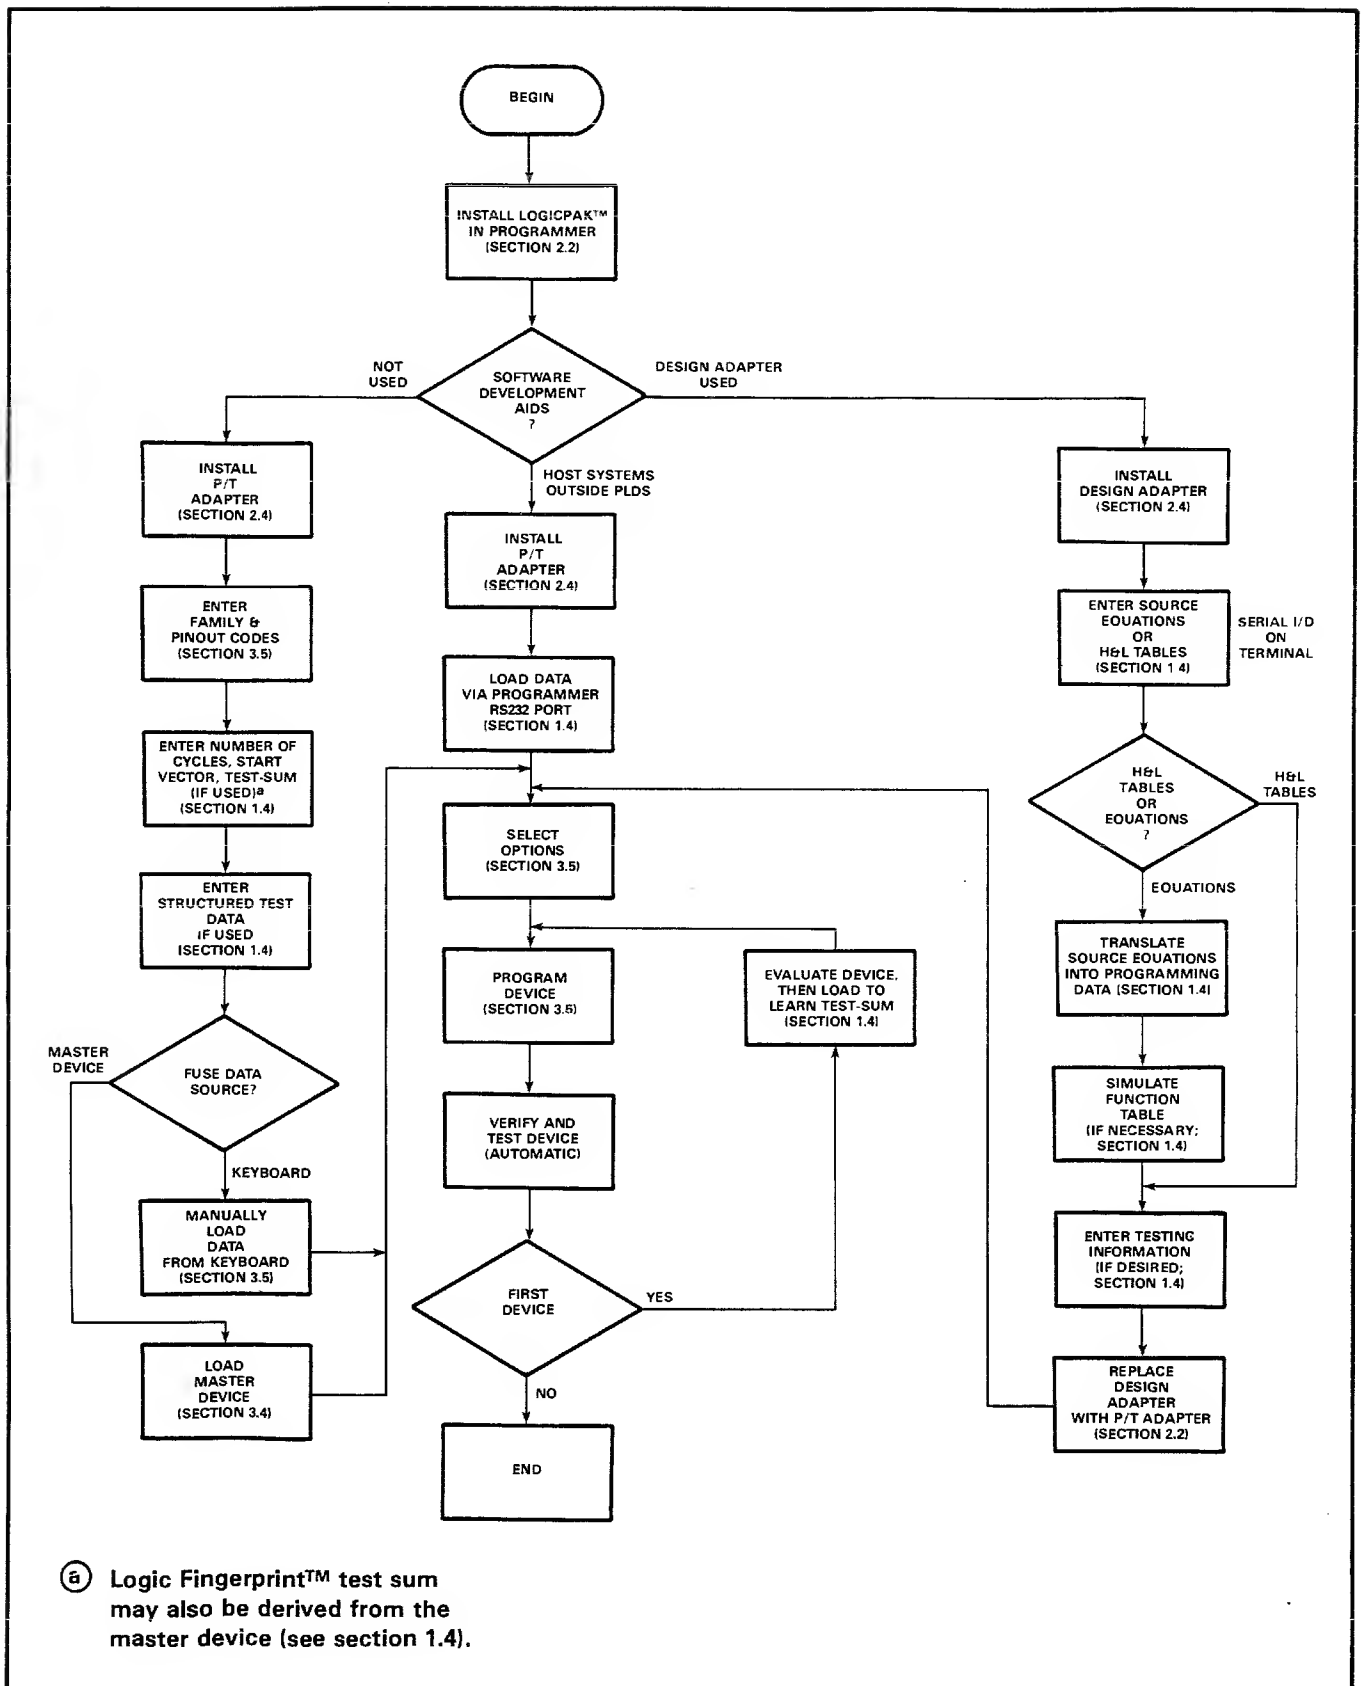 BEGIN
INSTALL LOGICPAK™
IN PROGRAMMER
(SECTION 2.2)
SOFTWARE
DEVELOPMENT
AIDS
?
NOT
USED
DESIGN ADAPTER
USED
HOST SYSTEMS
OUTSIDE PLDS
INSTALL
P/T
ADAPTER
(SECTION 2.4)
ENTER
FAMILY &
PINOUT CODES
(SECTION 3.5)
ENTER NUMBER OF
CYCLES, START
VECTOR, TEST-SUM
(IF USED)a
(SECTION 1.4)
ENTER
STRUCTURED TEST
DATA
IF USED
(SECTION 1.4)
FUSE DATA
SOURCE?
MASTER
DEVICE
KEYBOARD
MANUALLY
LOAD
DATA
FROM KEYBOARD
(SECTION 3.5)
LOAD
MASTER
DEVICE
(SECTION 3.4)
INSTALL
P/T
ADAPTER
(SECTION 2.4)
LOAD DATA
VIA PROGRAMMER
RS232 PORT
(SECTION 1.4)
SELECT
OPTIONS
(SECTION 3.5)
PROGRAM
DEVICE
(SECTION 3.5)
VERIFY AND
TEST DEVICE
(AUTOMATIC)
FIRST
DEVICE
YES
NO
END
EVALUATE DEVICE,
THEN LOAD TO
LEARN TEST-SUM
(SECTION 1.4)
INSTALL
DESIGN ADAPTER
(SECTION 2.4)
ENTER SOURCE
EQUATIONS
OR
H&L TABLES
(SECTION 1 4)
SERIAL I/D
ON
TERMINAL
H&L
TABLES
OR
EQUATIONS
?
H&L
TABLES
EQUATIONS
TRANSLATE
SOURCE EQUATIONS
INTO PROGRAMMING
DATA (SECTION 1.4)
SIMULATE
FUNCTION
TABLE
(IF NECESSARY;
SECTION 1.4)
ENTER TESTING
INFORMATION
(IF DESIRED;
SECTION 1.4)
REPLACE
DESIGN
ADAPTER
WITH P/T ADAPTER
(SECTION 2.2)
ⓐ Logic Fingerprint™ test sum
may also be derived from the
master device (see section 1.4).